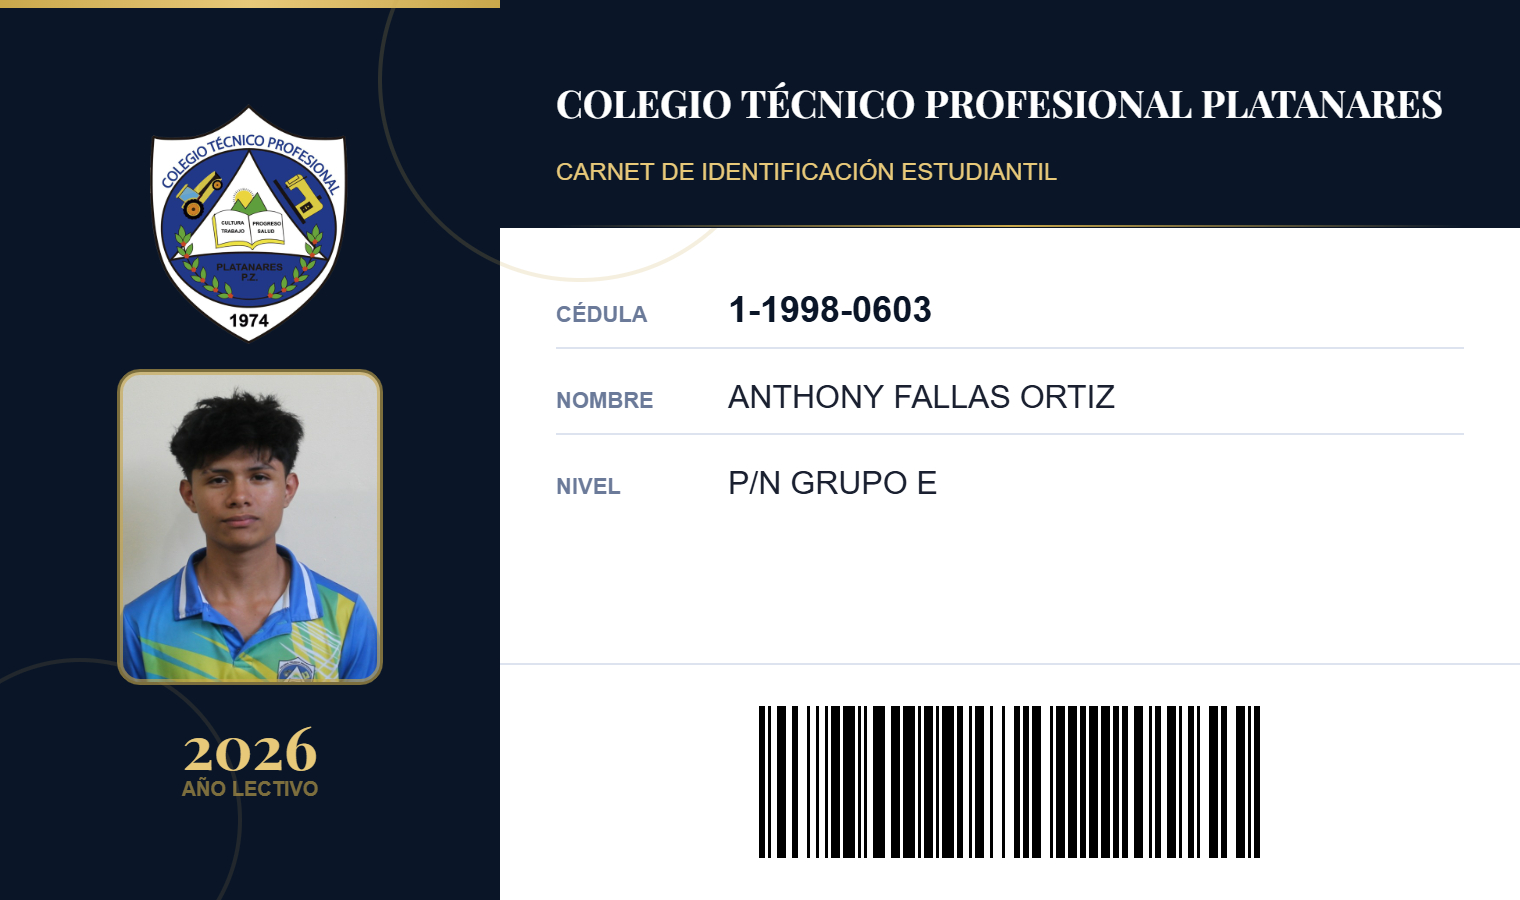 COLEGIO TÉCNICO PROFESIONAL
CULTURA PROGRESO
TRABAJO SALUD
PLATANARES
P.Z.
1974
2026
AÑO LECTIVO
COLEGIO TÉCNICO PROFESIONAL PLATANARES
CARNET DE IDENTIFICACIÓN ESTUDIANTIL
CÉDULA 1-1998-0603
NOMBRE ANTHONY FALLAS ORTIZ
NIVEL P/N GRUPO E